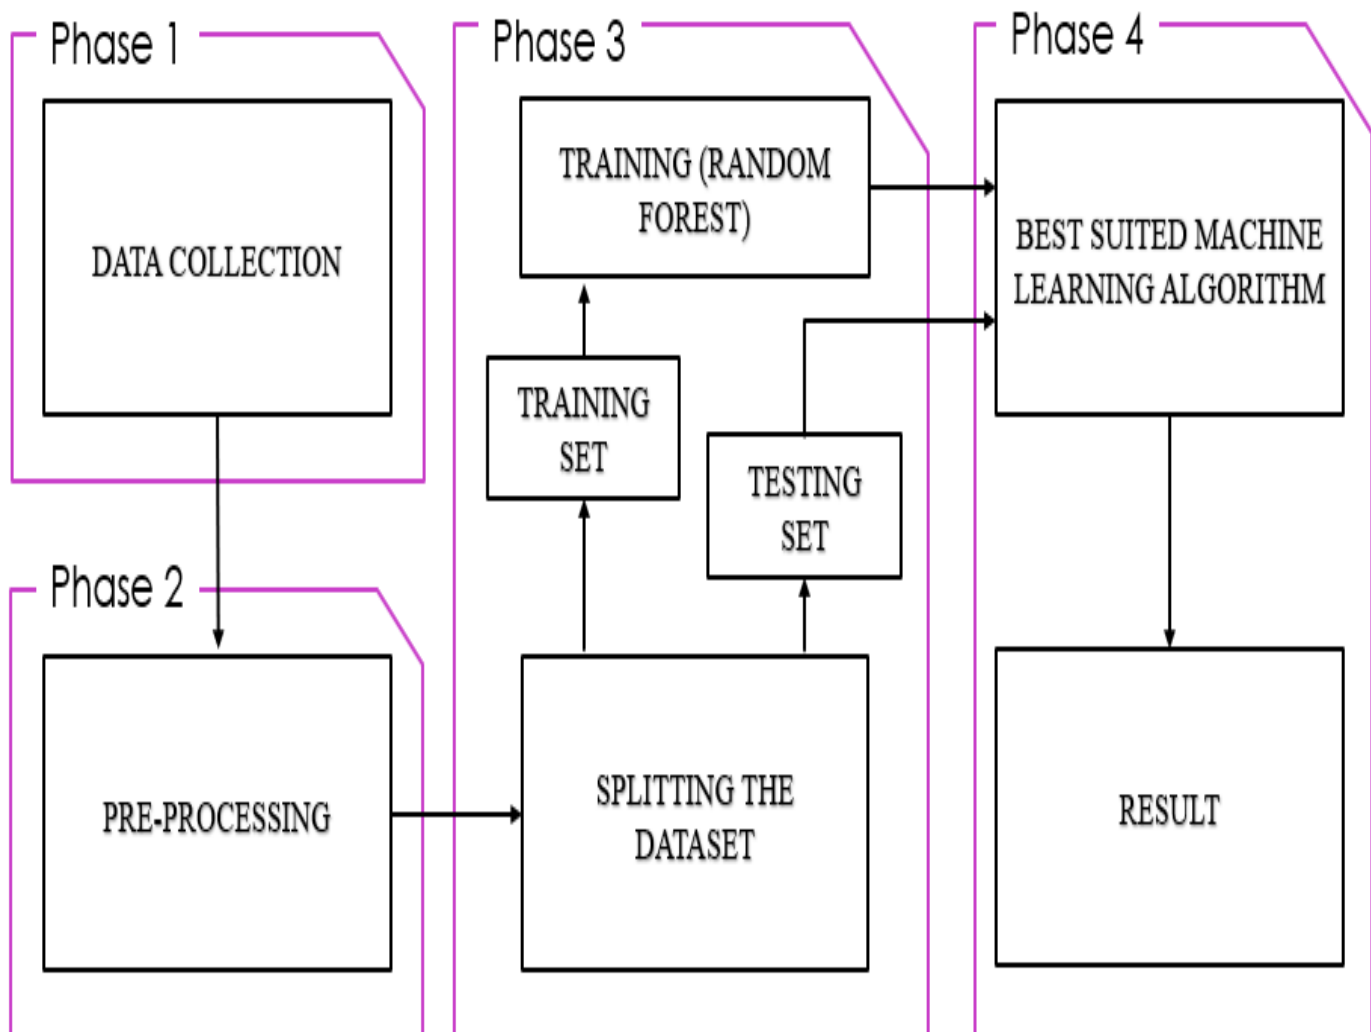 Phase 1
DATA COLLECTION
Phase 2
PRE-PROCESSING
Phase 3
TRAINING (RANDOM
FOREST)
TRAINING
SET
TESTING
SET
SPLITTING THE
DATASET
Phase 4
BEST SUITED MACHINE
LEARNING ALGORITHM
RESULT